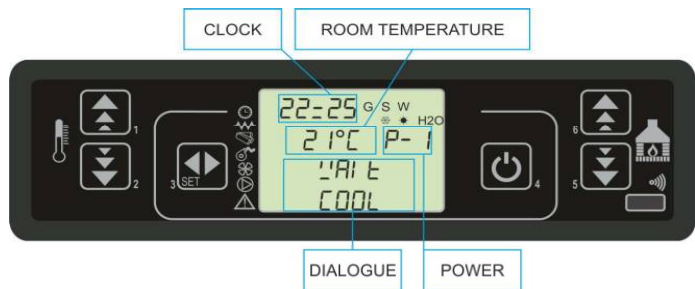 CLOCK ROOM TEMPERATURE
22=25 G S W
H2O
21°C P-1
WAIt
COOL
1
2
3 SET
4
6
5
DIALOGUE POWER